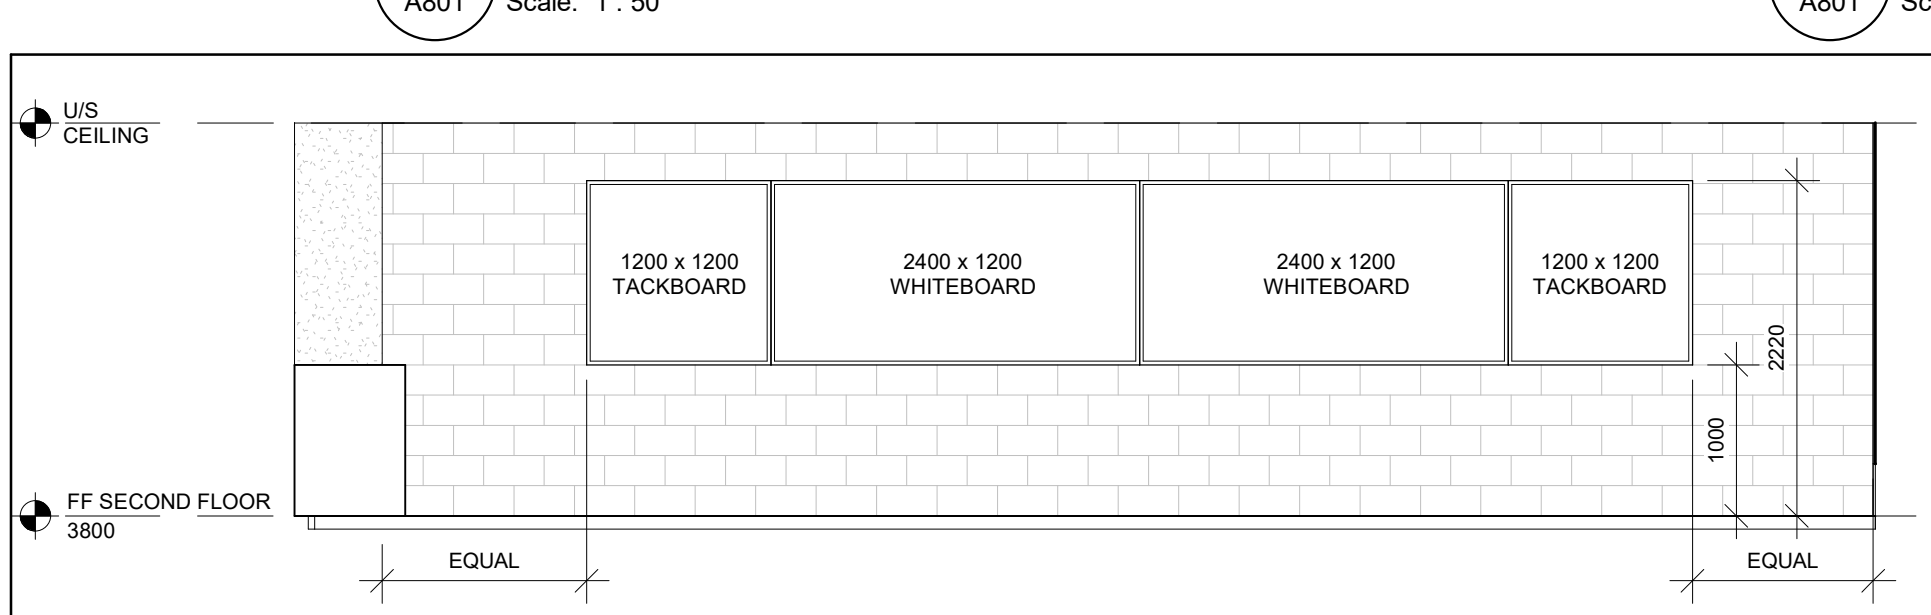 A801
Scale: 1 : 50
A801
Sc
U/S
CEILING
1200 x 1200
TACKBOARD
2400 x 1200
WHITEBOARD
2400 x 1200
WHITEBOARD
1200 x 1200
TACKBOARD
2220
1000
FF SECOND FLOOR
3800
EQUAL
EQUAL